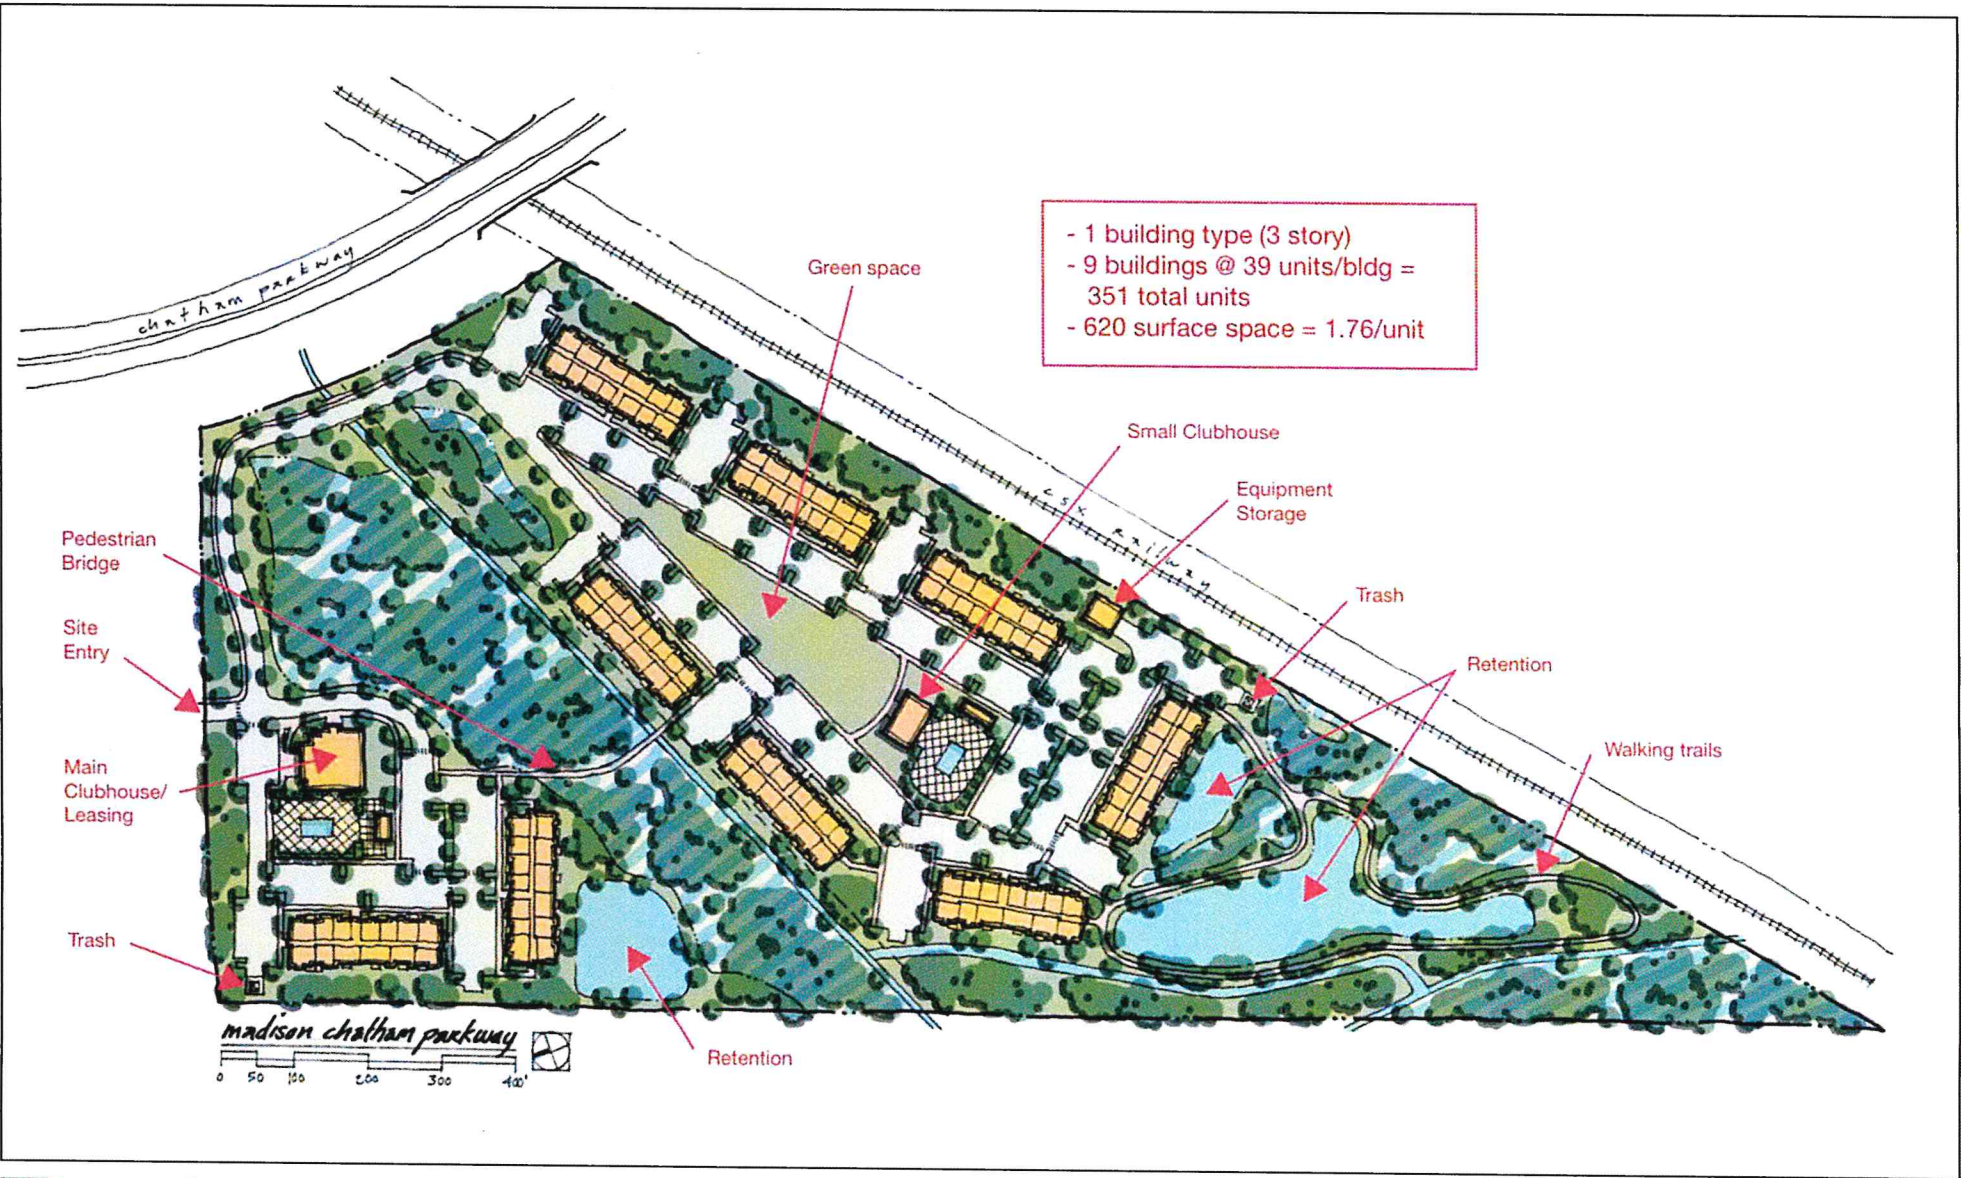 chatham parkway
- 1 building type (3 story)
- 9 buildings @ 39 units/bldg =
351 total units
- 620 surface space = 1.76/unit
Green space
Small Clubhouse
Equipment
Storage
csx railway
Pedestrian
Bridge
Trash
Site
Entry
Retention
Walking trails
Main
Clubhouse/
Leasing
Trash
madison chatham parkway
Retention
0 50 100 200 300 400'